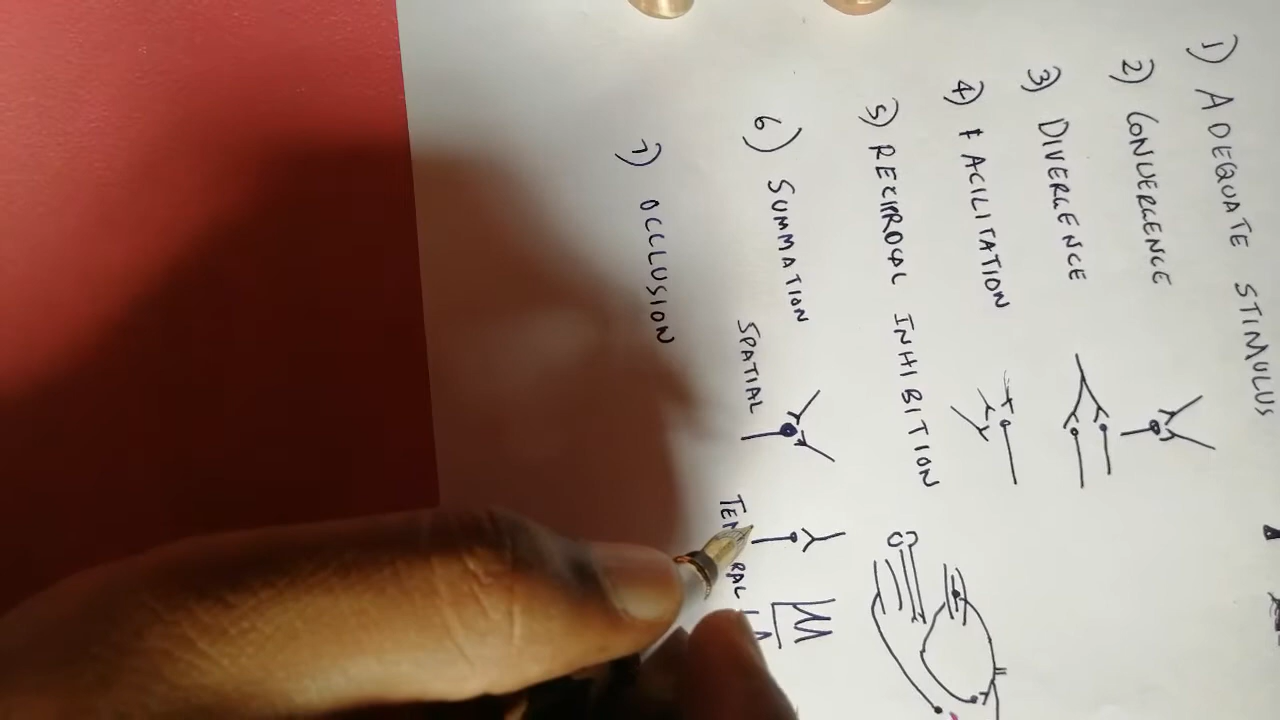 1) ADEQUATE STIMULUS
2) CONVERGENCE
3) DIVERGENCE
4) FACILITATION
5) RECIPROCAL INHIBITION
6) SUMMATION
SPATIAL
7) OCCLUSION